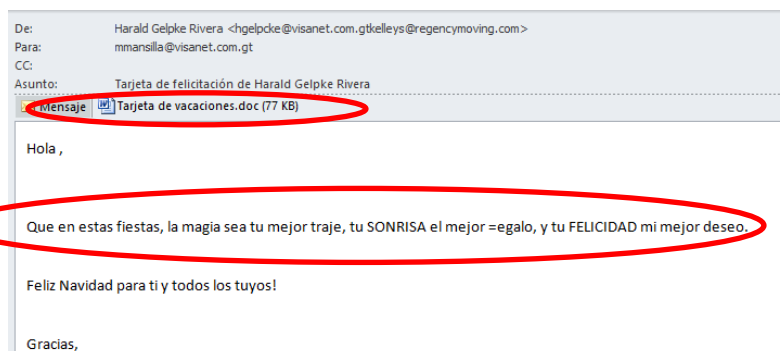 De: Harald Gelpke Rivera <hgelpcke@visanet.com.gtkelleys@regencymoving.com>
Para: mmansilla@visanet.com.gt
CC:
Asunto: Tarjeta de felicitación de Harald Gelpke Rivera
Mensaje Tarjeta de vacaciones.doc (77 KB)
Hola ,
Que en estas fiestas, la magia sea tu mejor traje, tu SONRISA el mejor =egalo, y tu FELICIDAD mi mejor deseo.
Feliz Navidad para ti y todos los tuyos!
Gracias,